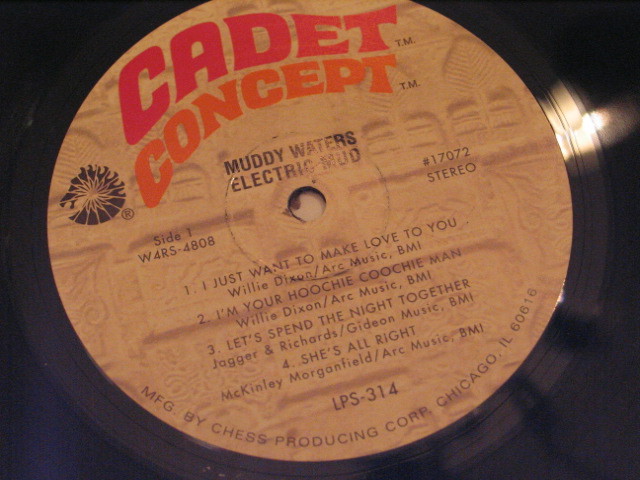 CADET T.M.
CONCEPT T.M.
MUDDY WATERS
ELECTRIC MUD
#17072
STEREO
®
Side 1
W4RS-4808
1. I JUST WANT TO MAKE LOVE TO YOU
Willie Dixon/Arc Music, BMI
2. I'M YOUR HOOCHIE COOCHIE MAN
Willie Dixon/Arc Music, BMI
3. LET'S SPEND THE NIGHT TOGETHER
Jagger & Richards/Gideon Music, BMI
4. SHE'S ALL RIGHT
McKinley Morganfield/Arc Music, BMI
LPS-314
MFG. BY CHESS PRODUCING CORP. CHICAGO, IL 60616